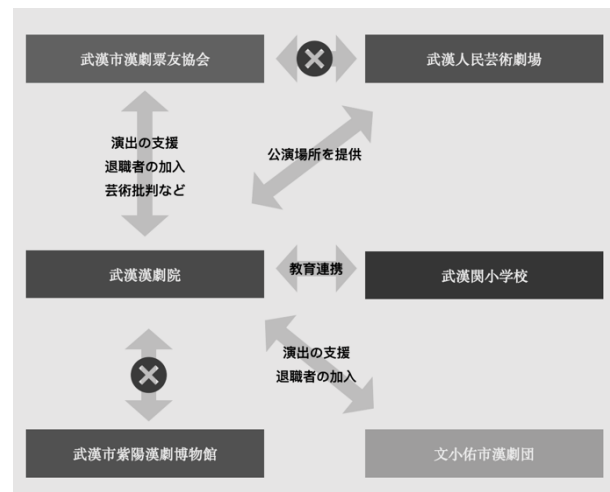 武漢市漢劇票友協会
武漢人民芸術劇場
演出の支援
退職者の加入
芸術批判など
公演場所を提供
武漢漢劇院
教育連携
武漢関小学校
演出の支援
退職者の加入
武漢市紫陽漢劇博物館
文小佑市漢劇団